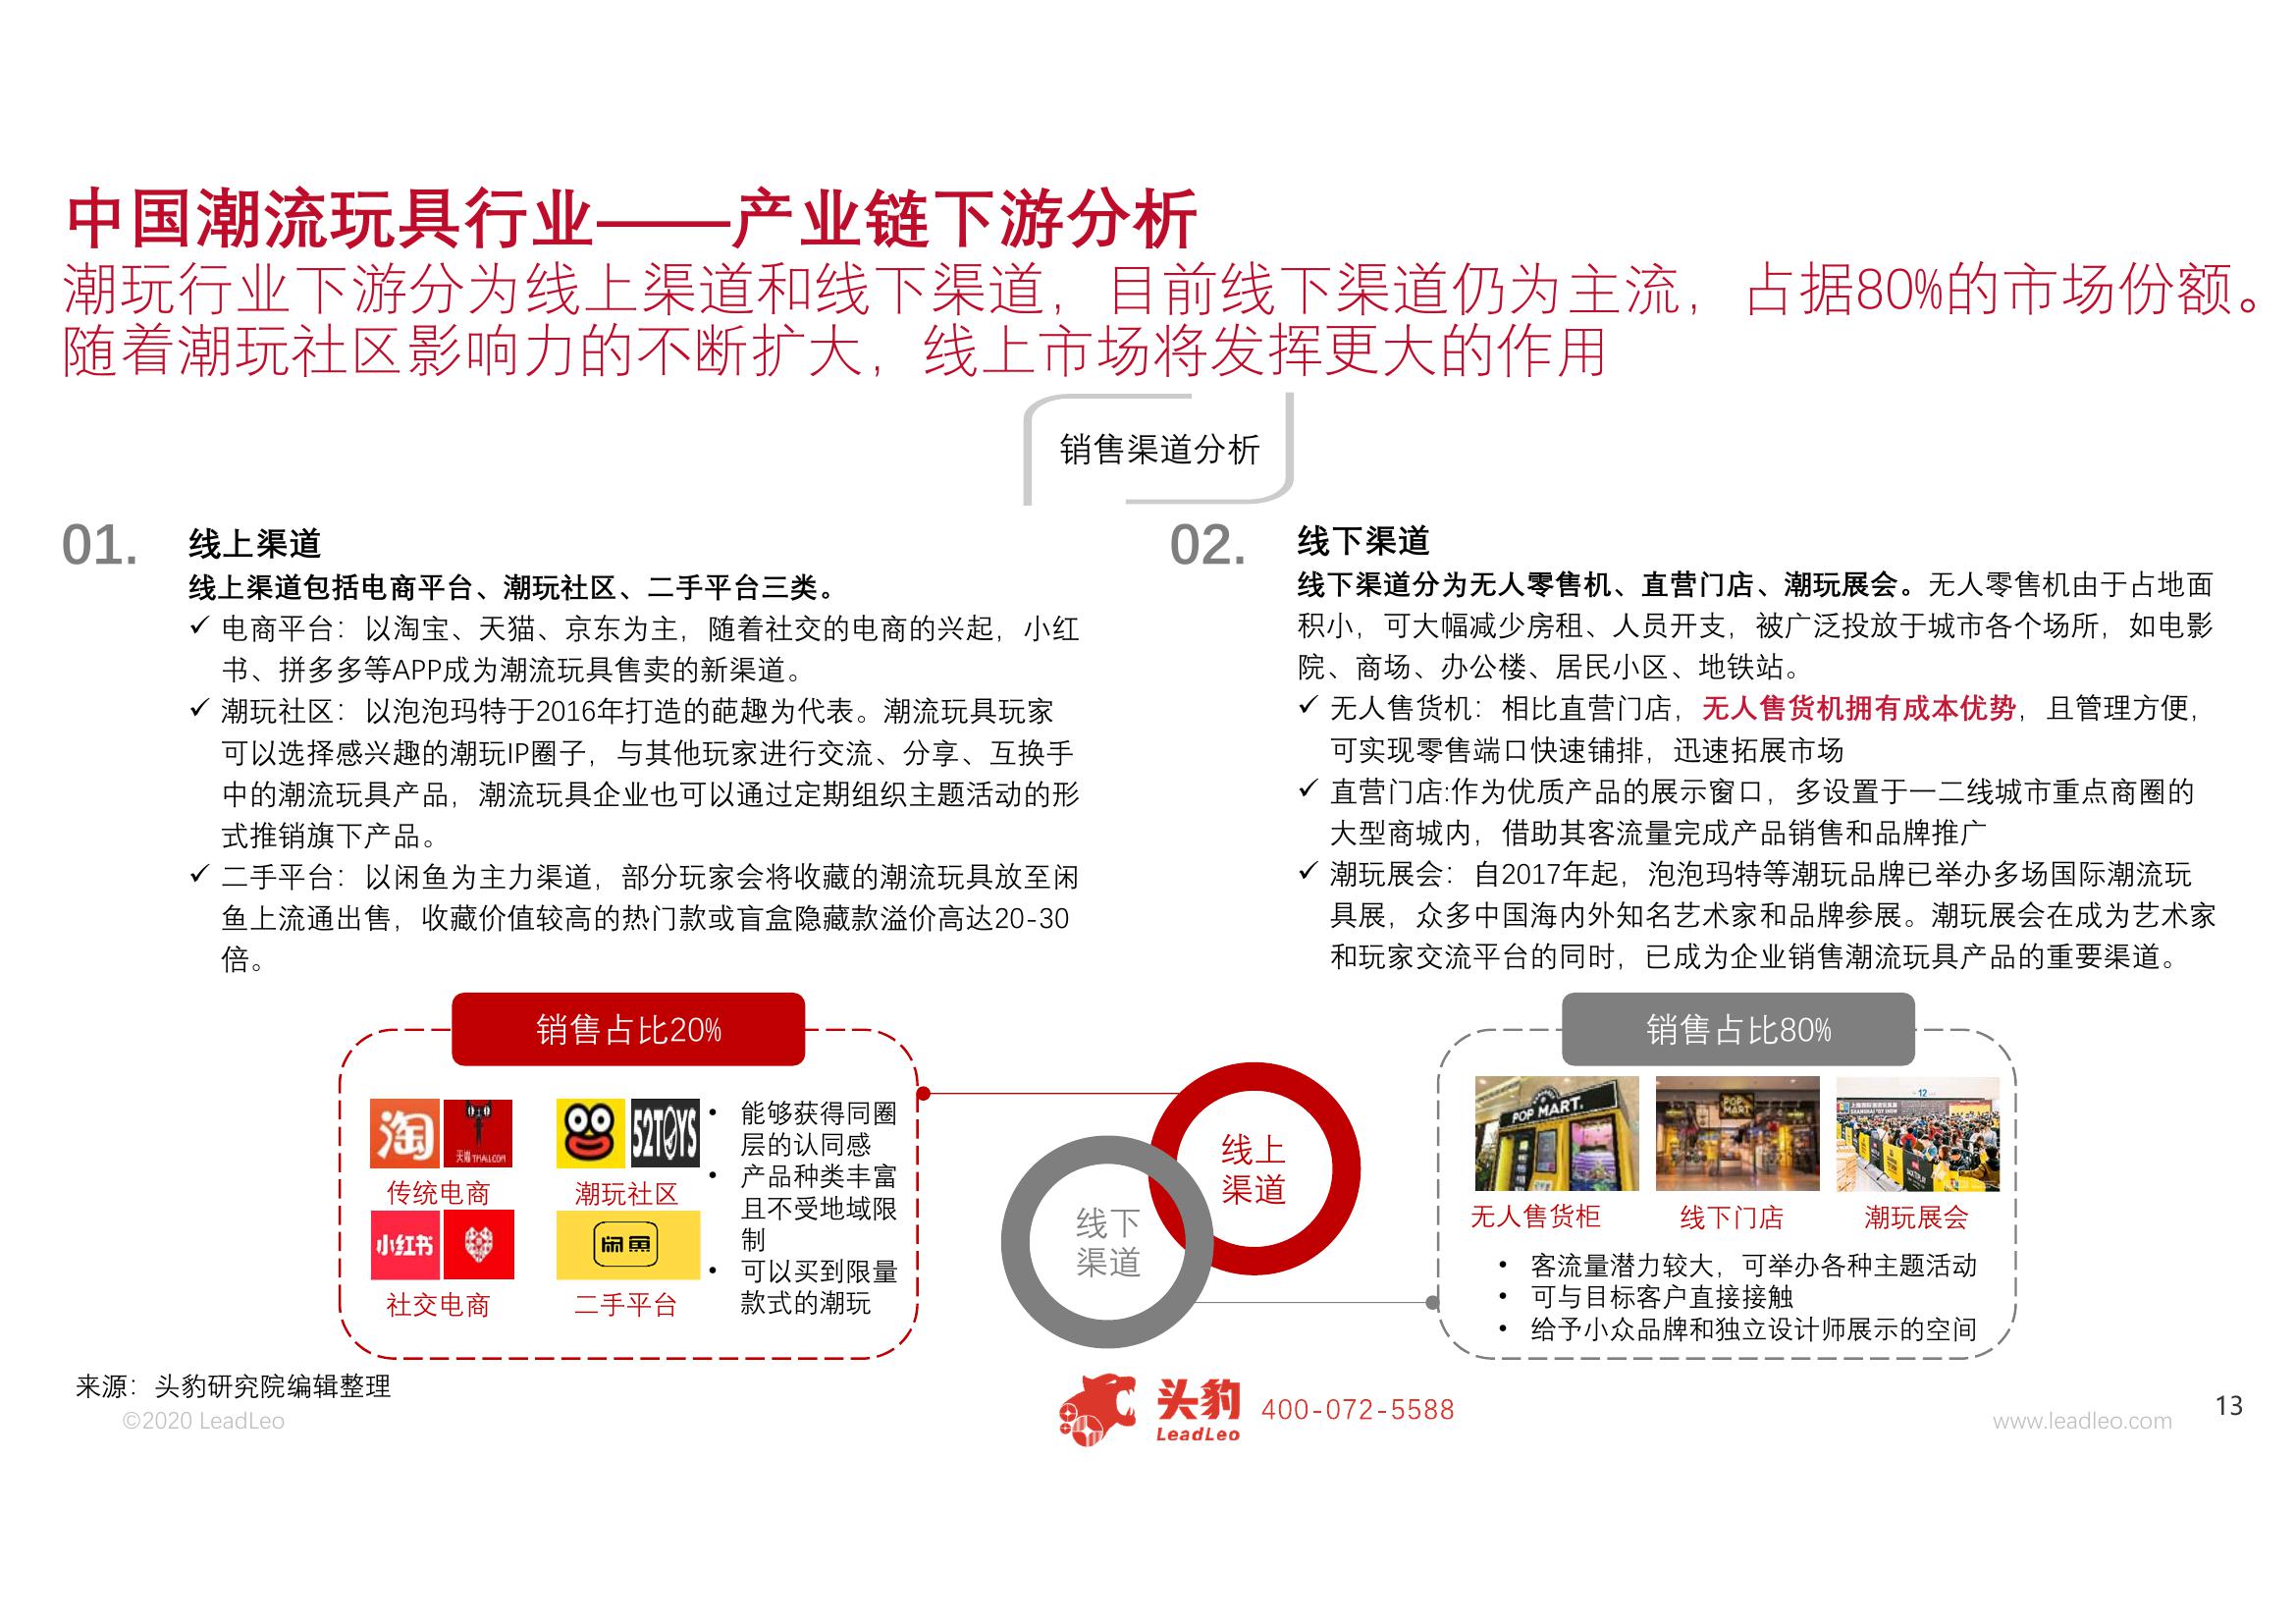 中国潮流玩具行业——产业链下游分析
潮玩行业下游分为线上渠道和线下渠道，目前线下渠道仍为主流，占据80%的市场份额。
随着潮玩社区影响力的不断扩大，线上市场将发挥更大的作用
销售渠道分析
01.
线上渠道
线上渠道包括电商平台、潮玩社区、二手平台三类。
✓ 电商平台：以淘宝、天猫、京东为主，随着社交的电商的兴起，小红
书、拼多多等APP成为潮流玩具售卖的新渠道。
✓ 潮玩社区：以泡泡玛特于2016年打造的葩趣为代表。潮流玩具玩家
可以选择感兴趣的潮玩IP圈子，与其他玩家进行交流、分享、互换手
中的潮流玩具产品，潮流玩具企业也可以通过定期组织主题活动的形
式推销旗下产品。
✓ 二手平台：以闲鱼为主力渠道，部分玩家会将收藏的潮流玩具放至闲
鱼上流通出售，收藏价值较高的热门款或盲盒隐藏款溢价高达20-30
倍。
02.
线下渠道
线下渠道分为无人零售机、直营门店、潮玩展会。无人零售机由于占地面
积小，可大幅减少房租、人员开支，被广泛投放于城市各个场所，如电影
院、商场、办公楼、居民小区、地铁站。
✓ 无人售货机：相比直营门店，无人售货机拥有成本优势，且管理方便，
可实现零售端口快速铺排，迅速拓展市场
✓ 直营门店:作为优质产品的展示窗口，多设置于一二线城市重点商圈的
大型商城内，借助其客流量完成产品销售和品牌推广
✓ 潮玩展会：自2017年起，泡泡玛特等潮玩品牌已举办多场国际潮流玩
具展，众多中国海内外知名艺术家和品牌参展。潮玩展会在成为艺术家
和玩家交流平台的同时，已成为企业销售潮流玩具产品的重要渠道。
销售占比20%
淘
天猫 TMALL.COM
52TOYS
传统电商
潮玩社区
小红书
闲鱼
社交电商
二手平台
• 能够获得同圈
层的认同感
• 产品种类丰富
且不受地域限
制
• 可以买到限量
款式的潮玩
线上
渠道
线下
渠道
销售占比80%
POP MART.
POP MART
12
无人售货柜
线下门店
潮玩展会
• 客流量潜力较大，可举办各种主题活动
• 可与目标客户直接接触
• 给予小众品牌和独立设计师展示的空间
来源：头豹研究院编辑整理
©2020 LeadLeo
头豹
LeadLeo
400-072-5588
www.leadleo.com
13